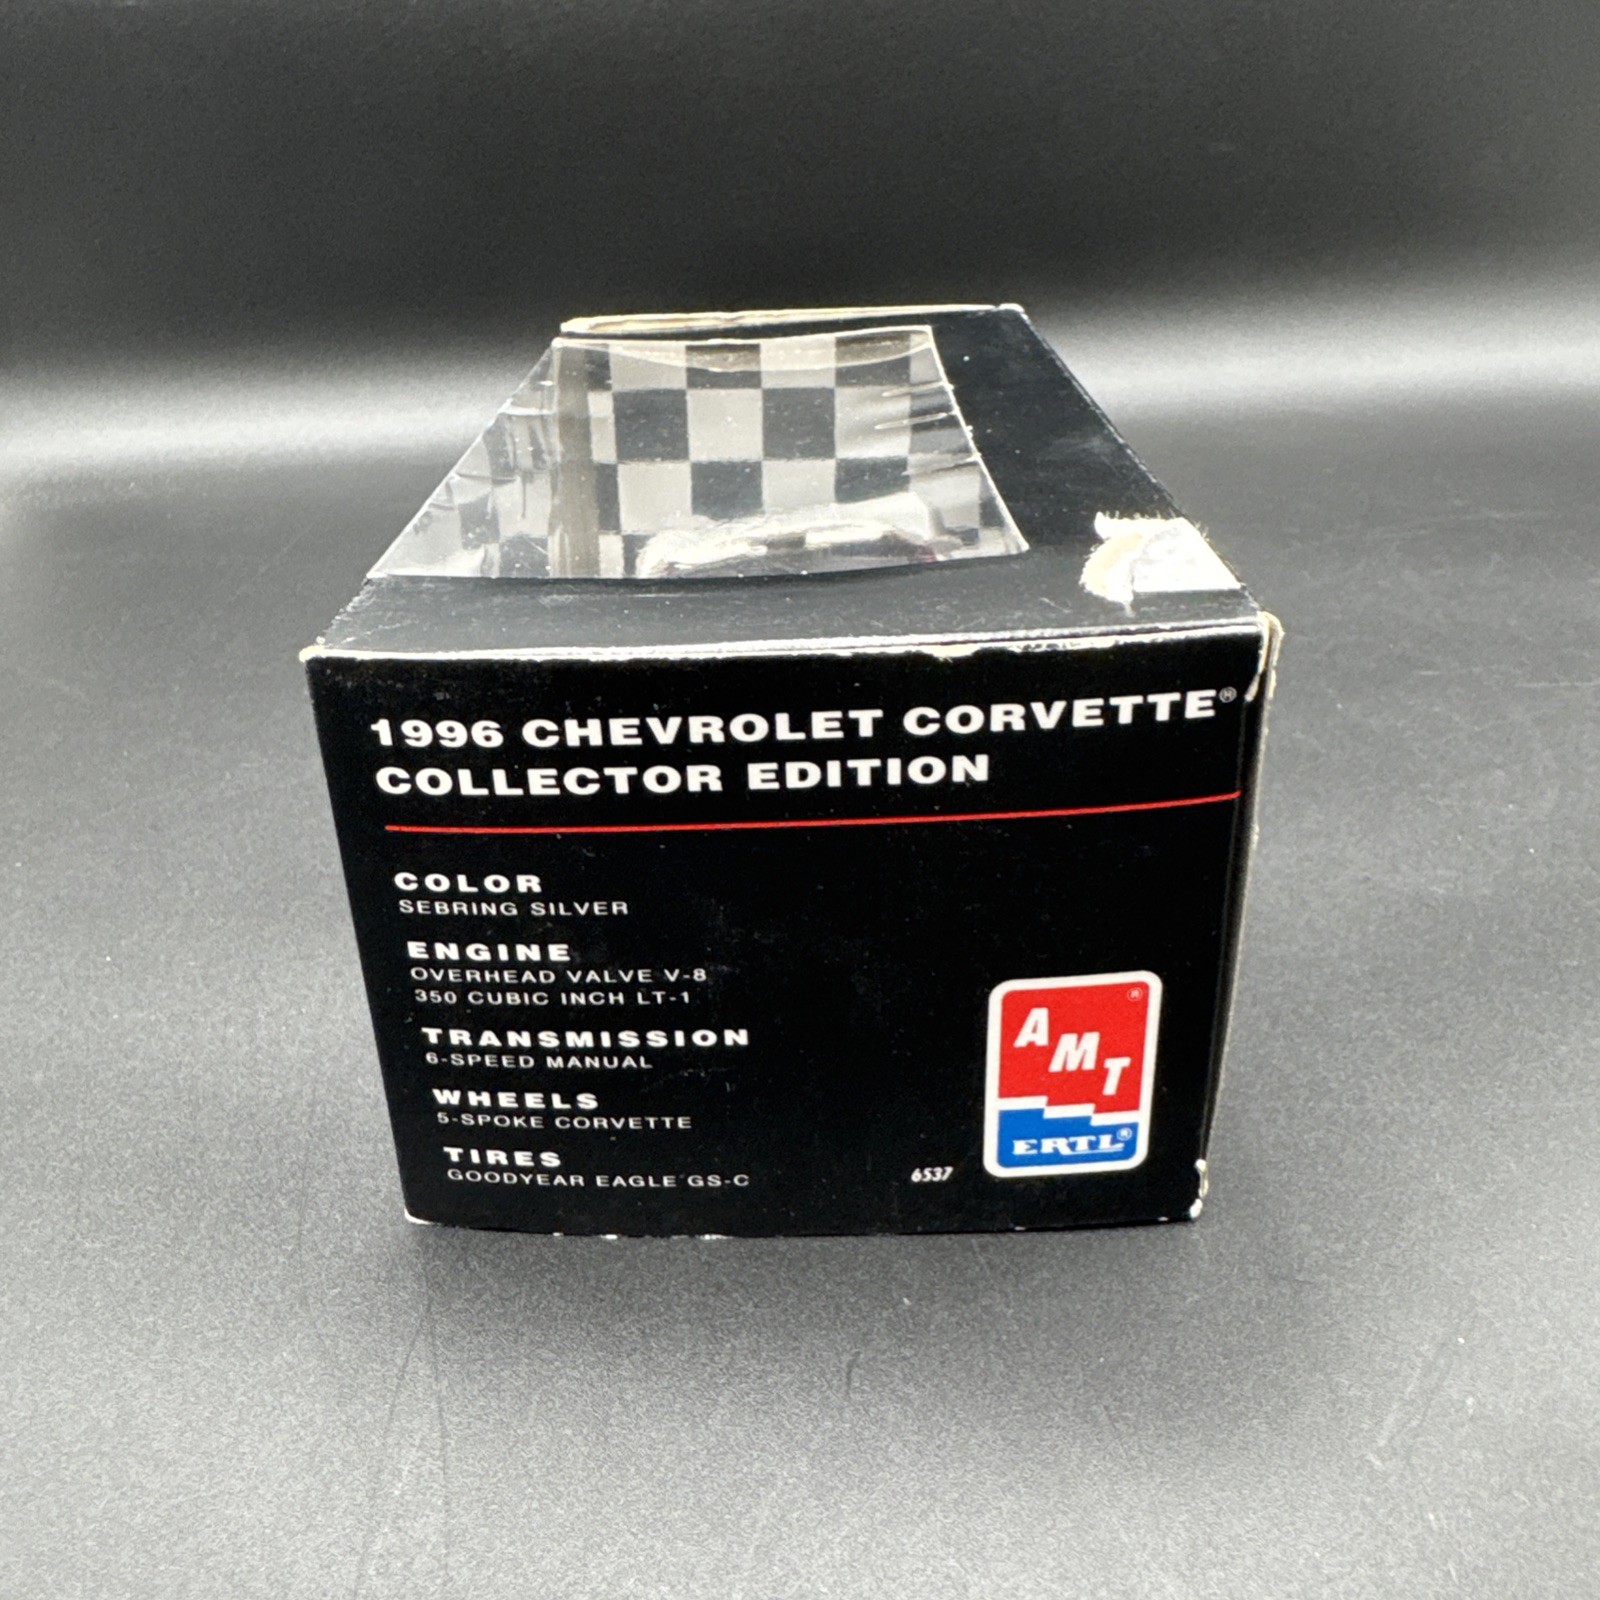 1996 CHEVROLET CORVETTE®
COLLECTOR EDITION
COLOR
SEBRING SILVER
ENGINE
OVERHEAD VALVE V-8
350 CUBIC INCH LT-1
TRANSMISSION
6-SPEED MANUAL
WHEELS
5-SPOKE CORVETTE
TIRES
GOODYEAR EAGLE GS-C
6537
AMT®
ERTL®